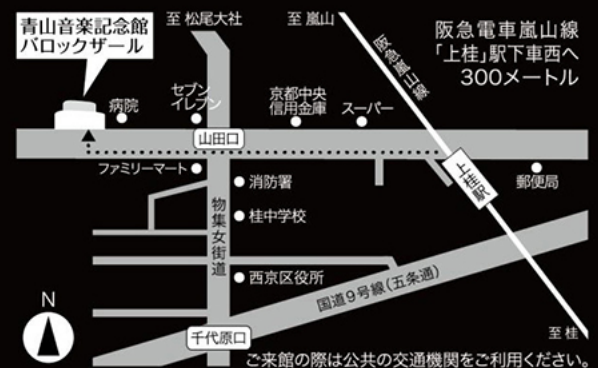 青山音楽記念館
バロックザール
至 松尾大社
至 嵐山
阪急嵐山線
阪急電車嵐山線
「上桂」駅下車西へ
300メートル
病院
セブン
イレブン
京都中央
信用金庫
スーパー
山田口
ファミリーマート
消防署
上桂駅
郵便局
物集女街道
桂中学校
西京区役所
国道9号線(五条通)
N
千代原口
至 桂
ご来館の際は公共の交通機関をご利用ください。